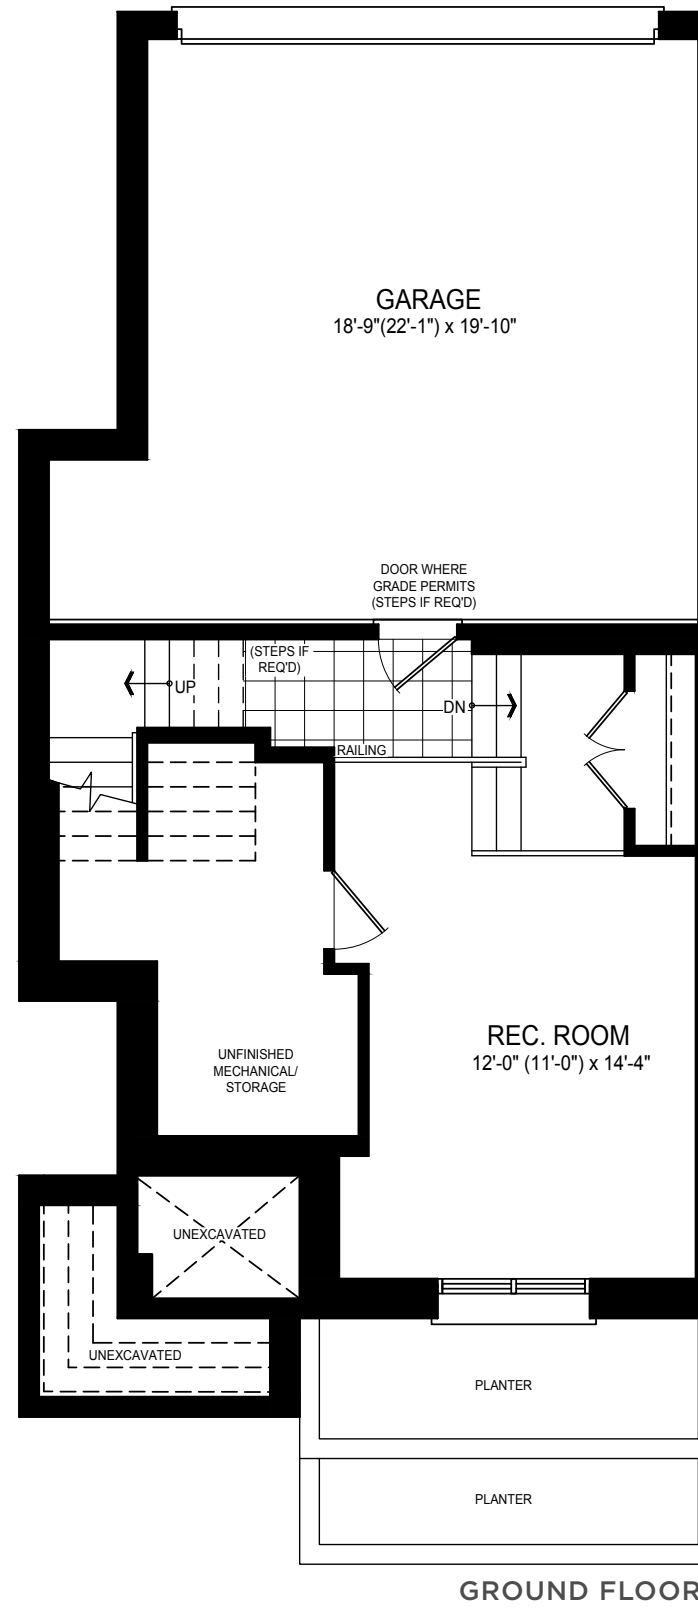 GARAGE
18'-9"(22'-1") x 19'-10"
DOOR WHERE
GRADE PERMITS
(STEPS IF REQ'D)
(STEPS IF
REQ'D)
UP
DN
RAILING
REC. ROOM
12'-0" (11'-0") x 14'-4"
UNFINISHED
MECHANICAL/
STORAGE
UNEXCAVATED
UNEXCAVATED
PLANTER
PLANTER
GROUND FLOOR